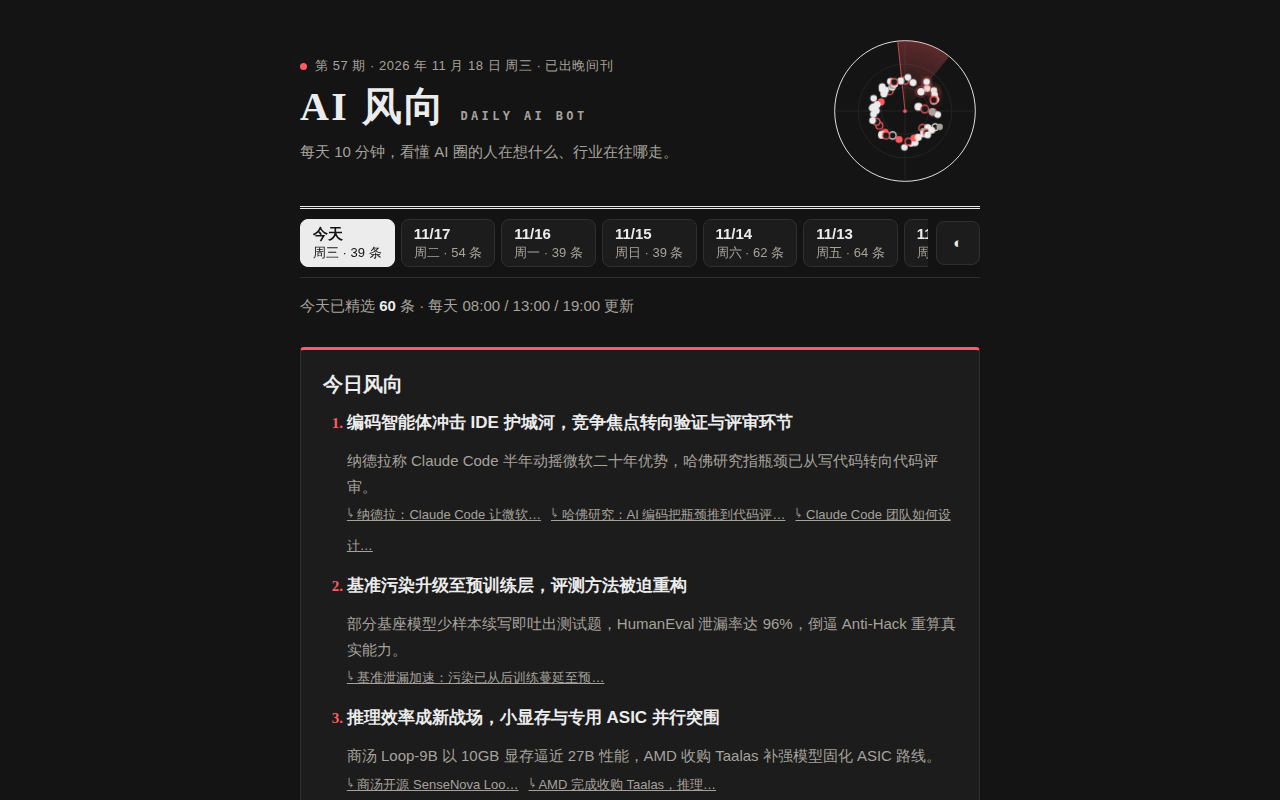 第 57 期 · 2026 年 11 月 18 日 周三 · 已出晚间刊
AI 风向 DAILY AI BOT
每天 10 分钟，看懂 AI 圈的人在想什么、行业在往哪走。
今天
周三 · 39 条
11/17
周二 · 54 条
11/16
周一 · 39 条
11/15
周日 · 39 条
11/14
周六 · 62 条
11/13
周五 · 64 条
今天已精选 60 条 · 每天 08:00 / 13:00 / 19:00 更新
今日风向
1. 编码智能体冲击 IDE 护城河，竞争焦点转向验证与评审环节
纳德拉称 Claude Code 半年动摇微软二十年优势，哈佛研究指瓶颈已从写代码转向代码评
审。
↳ 纳德拉：Claude Code 让微软… ↳ 哈佛研究：AI 编码把瓶颈推到代码评… ↳ Claude Code 团队如何设
计…
2. 基准污染升级至预训练层，评测方法被迫重构
部分基座模型少样本续写即吐出测试题，HumanEval 泄漏率达 96%，倒逼 Anti-Hack 重算真
实能力。
↳ 基准泄漏加速：污染已从后训练蔓延至预…
3. 推理效率成新战场，小显存与专用 ASIC 并行突围
商汤 Loop-9B 以 10GB 显存逼近 27B 性能，AMD 收购 Taalas 补强模型固化 ASIC 路线。
↳ 商汤开源 SenseNova Loo… ↳ AMD 完成收购 Taalas，推理…